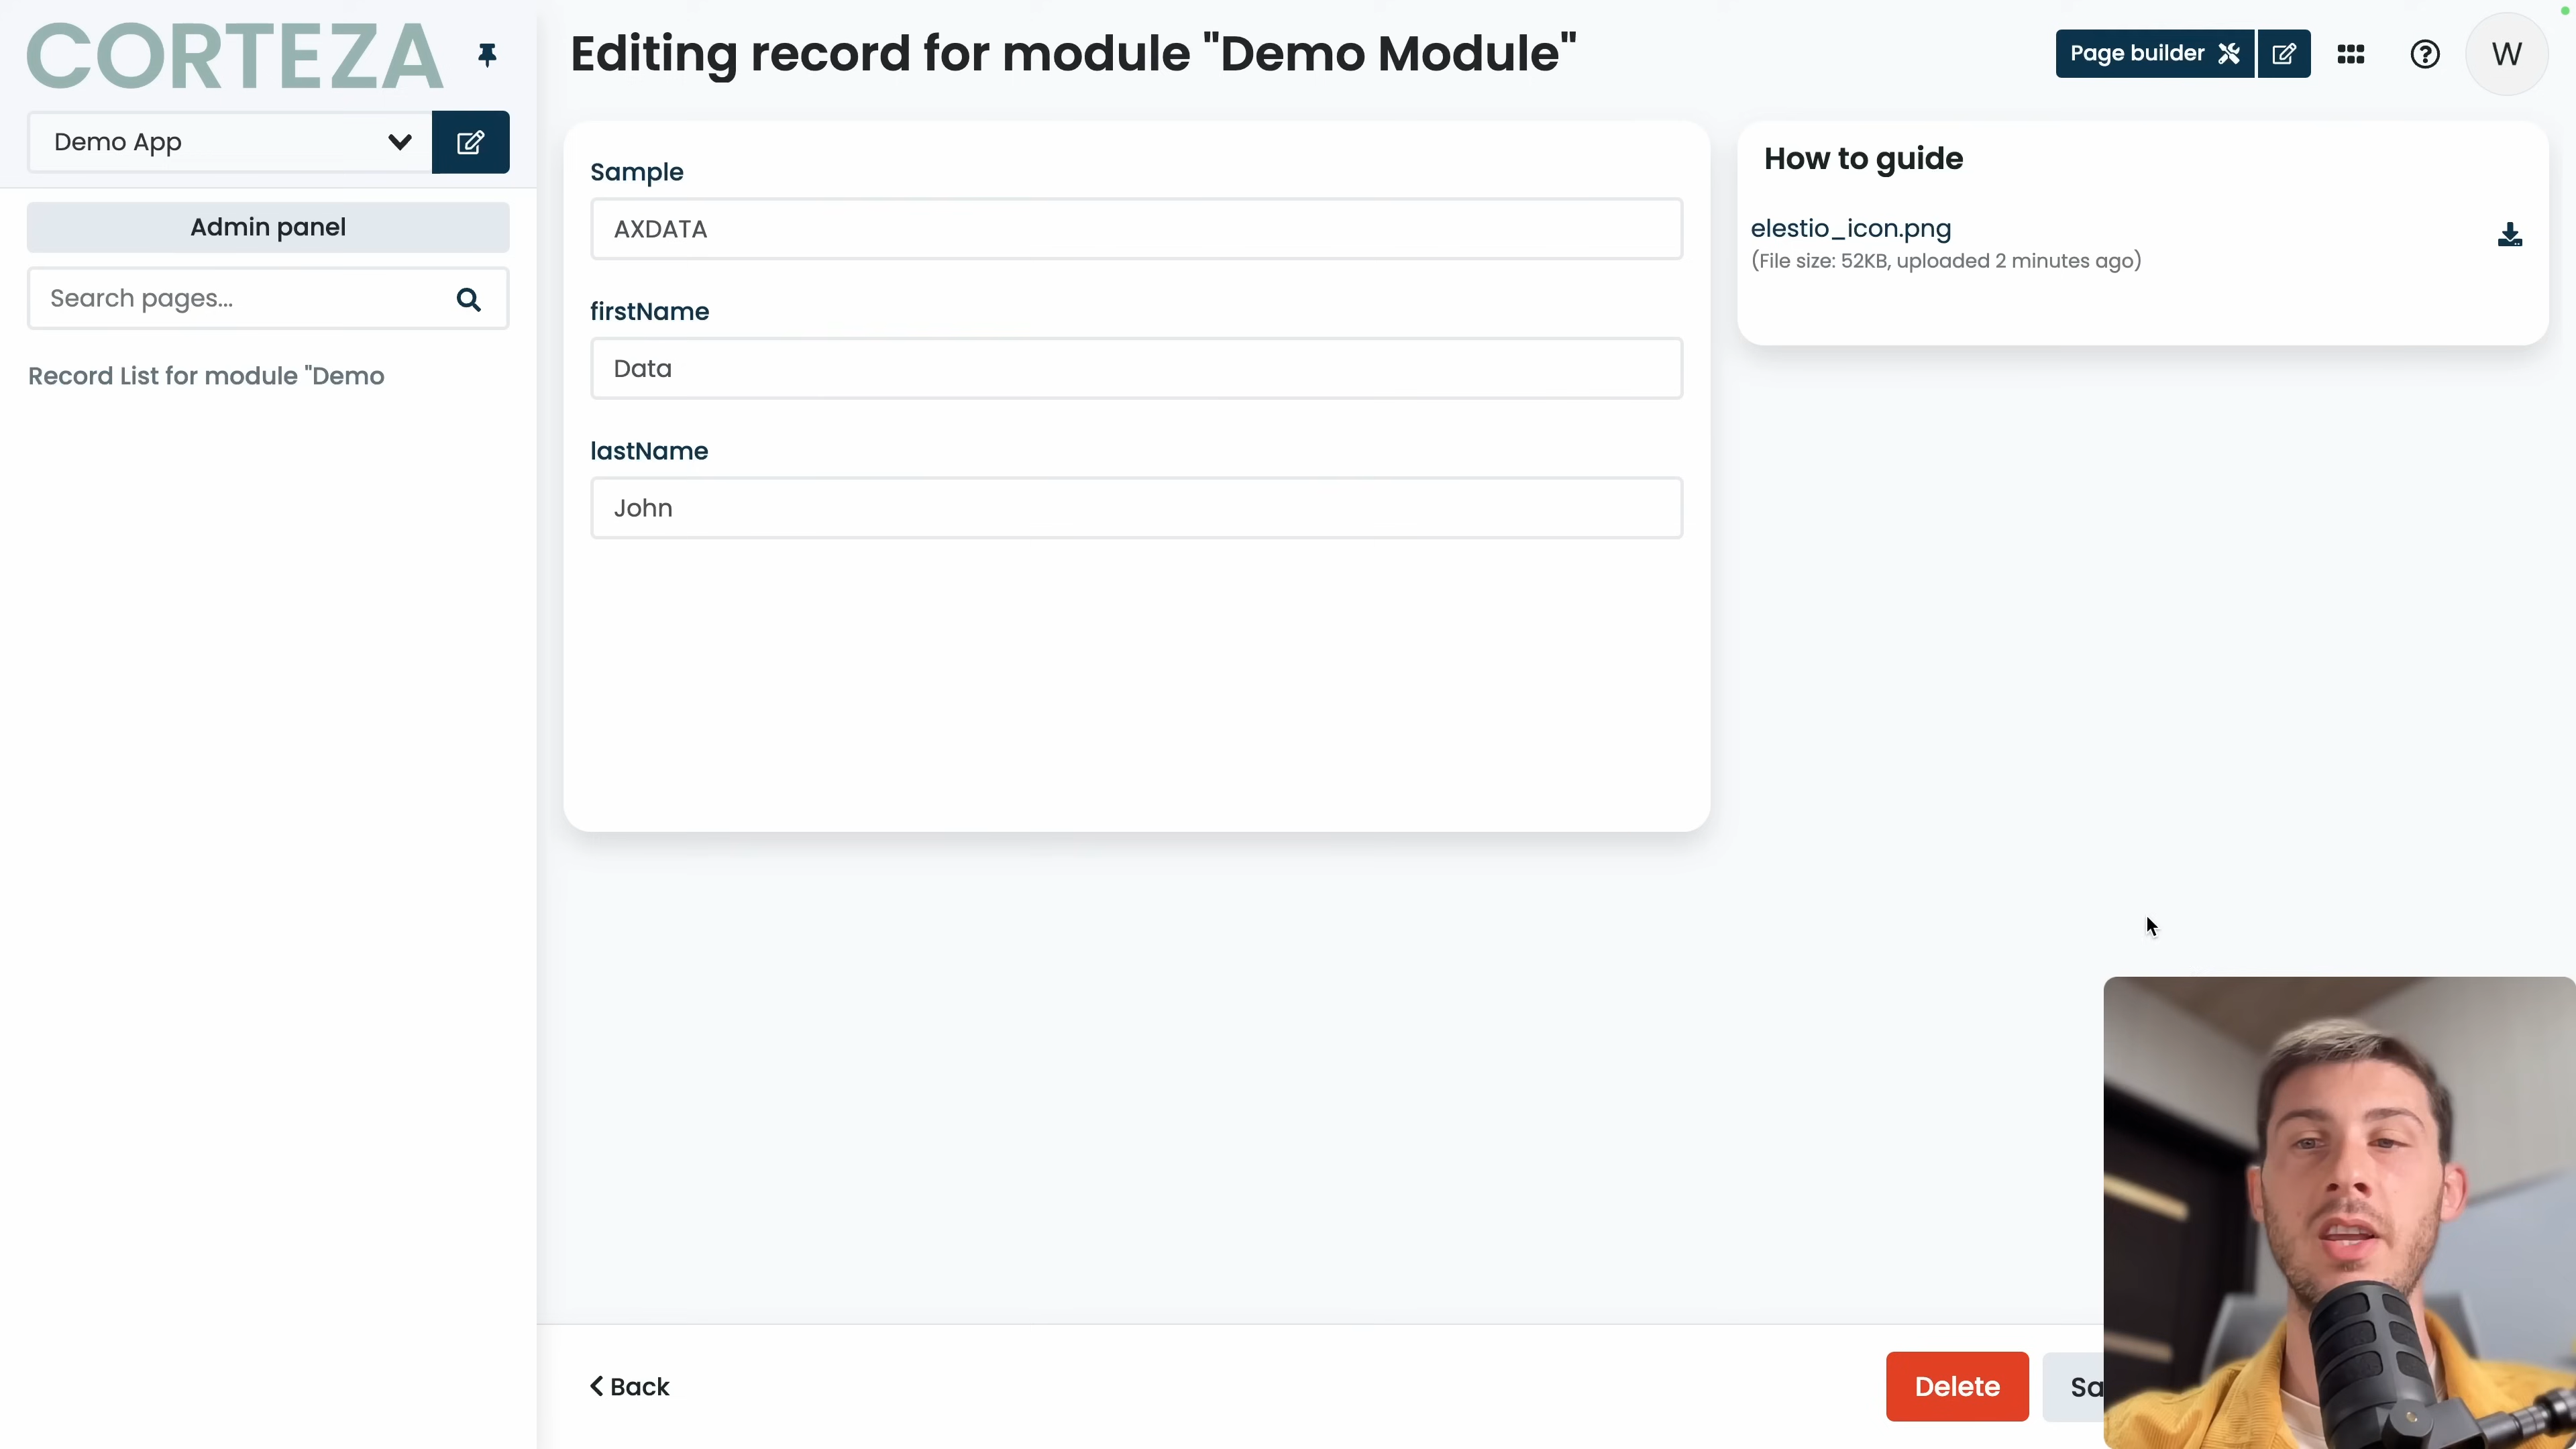 CORTEZA
Demo App
Admin panel
Search pages...
Record List for module "Demo
Editing record for module "Demo Module"
Page builder
W
Sample
AXDATA
firstName
Data
lastName
John
How to guide
elestio_icon.png
(File size: 52KB, uploaded 2 minutes ago)
Back
Delete